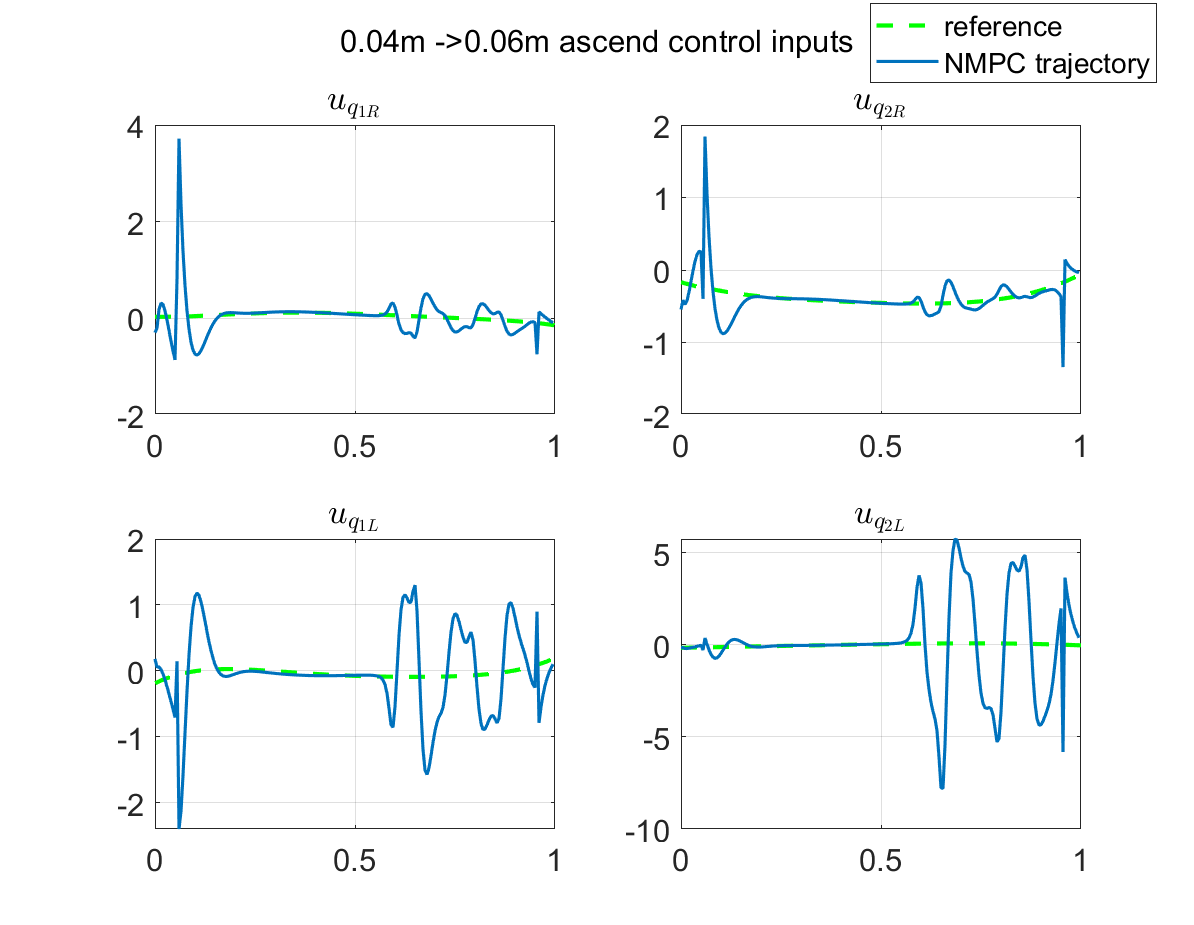 0.04m ->0.06m ascend control inputs
reference
NMPC trajectory
u_{q_{1R}}
4
2
0
-2
0 0.5 1
u_{q_{2R}}
2
1
0
-1
-2
0 0.5 1
u_{q_{1L}}
2
1
0
-1
-2
0 0.5 1
u_{q_{2L}}
5
0
-5
-10
0 0.5 1